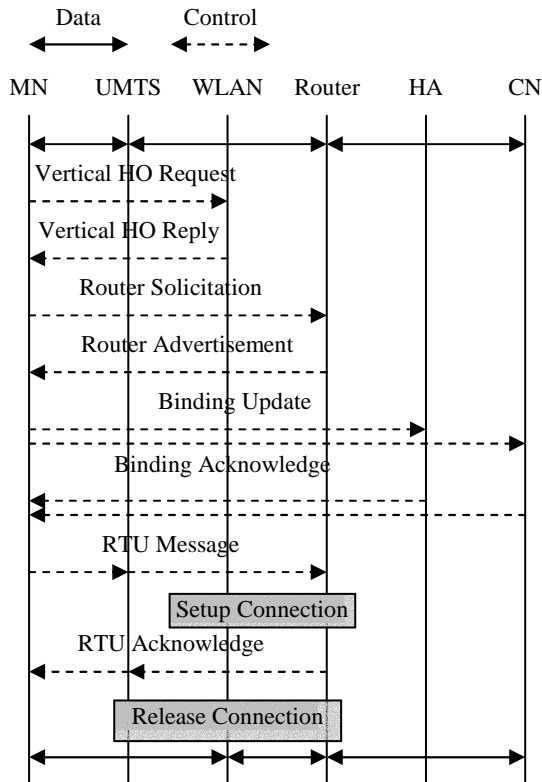 Data Control
MN UMTS WLAN Router HA CN
Vertical HO Request
Vertical HO Reply
Router Solicitation
Router Advertisement
Binding Update
Binding Acknowledge
RTU Message
Setup Connection
RTU Acknowledge
Release Connection